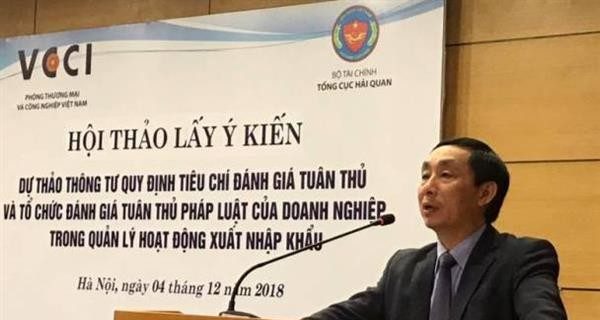 VCCI
PHÒNG THƯƠNG MẠI
VÀ CÔNG NGHIỆP VIỆT NAM
BỘ TÀI CHÍNH
TỔNG CỤC HẢI QUAN
HỘI THẢO LẤY Ý KIẾN
DỰ THẢO THÔNG TƯ QUY ĐỊNH TIÊU CHÍ ĐÁNH GIÁ TUÂN THỦ
VÀ TỔ CHỨC ĐÁNH GIÁ TUÂN THỦ PHÁP LUẬT CỦA DOANH NGHIỆP
TRONG QUẢN LÝ HOẠT ĐỘNG XUẤT NHẬP KHẨU
Hà Nội, ngày 04 tháng 12 năm 2018